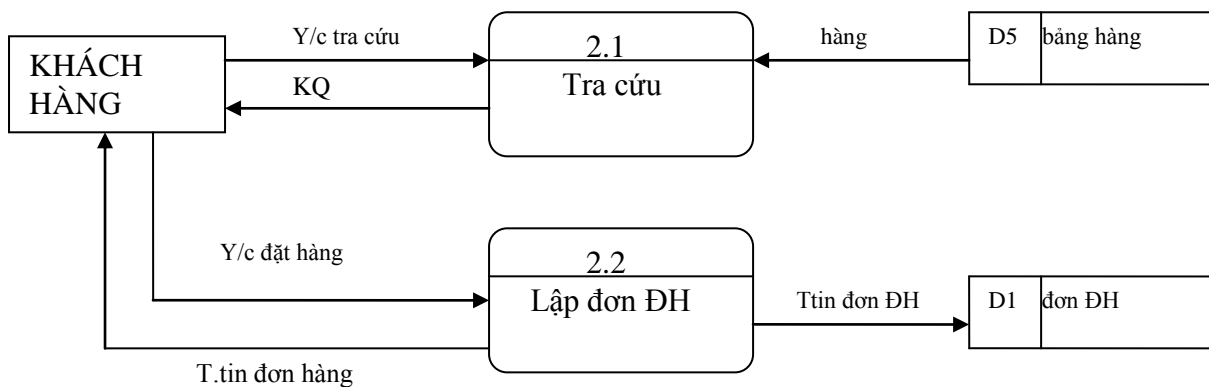 Y/c tra cứu
2.1
hàng
D5
bảng hàng
KHÁCH
HÀNG
KQ
Tra cứu
Y/c đặt hàng
2.2
Lập đơn ĐH
Ttin đơn ĐH
D1
đơn ĐH
T.tin đơn hàng